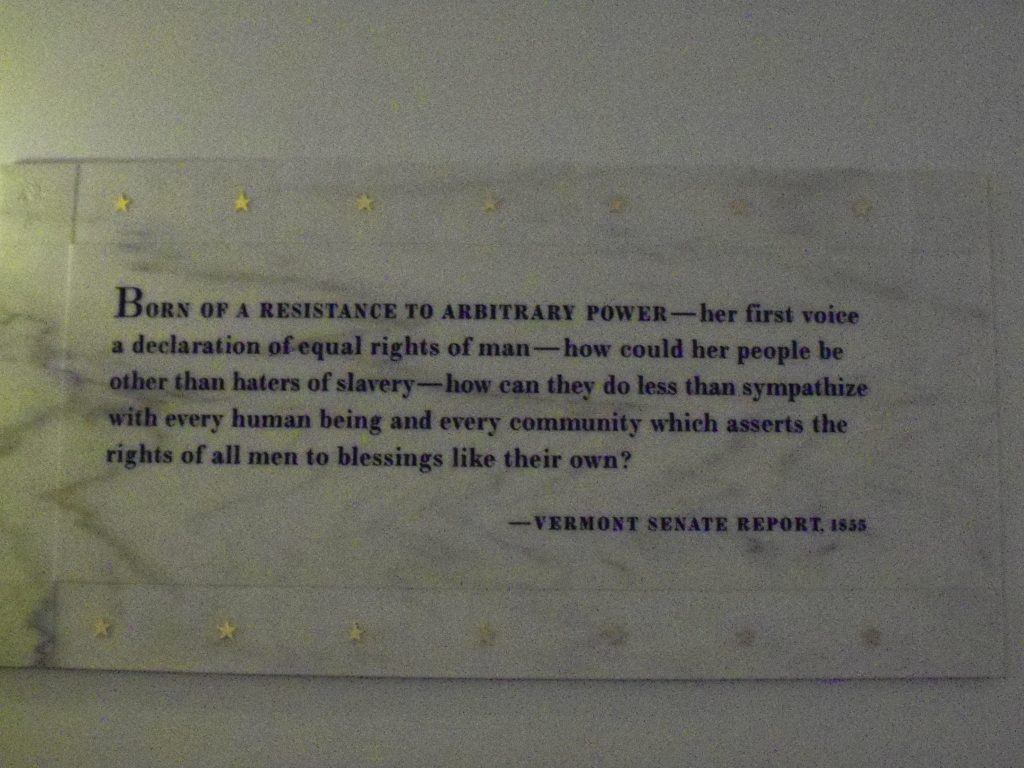 BORN OF A RESISTANCE TO ARBITRARY POWER—her first voice
a declaration of equal rights of man—how could her people be
other than haters of slavery—how can they do less than sympathize
with every human being and every community which asserts the
rights of all men to blessings like their own?
—VERMONT SENATE REPORT, 1855